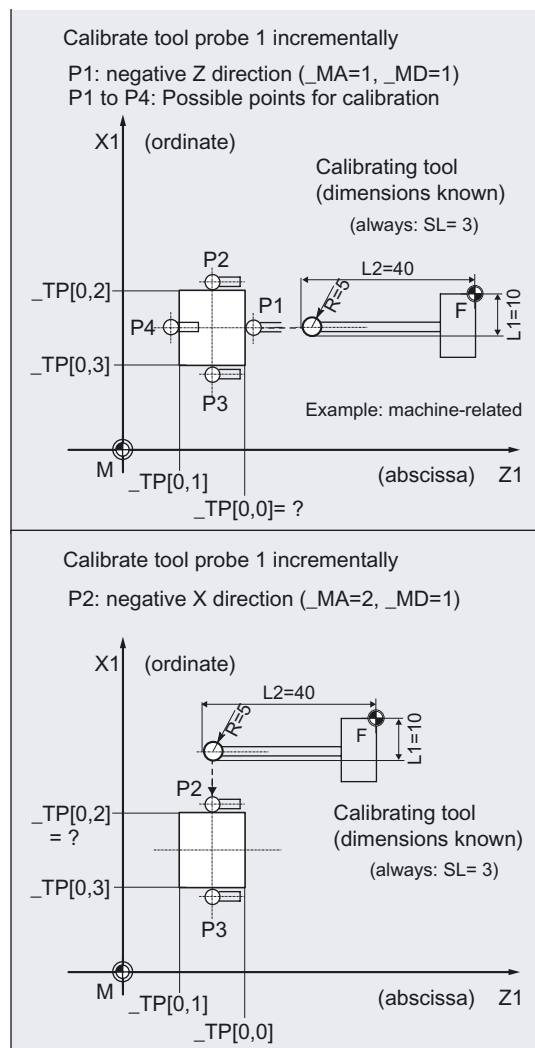 Calibrate tool probe 1 incrementally
P1: negative Z direction (_MA=1, _MD=1)
P1 to P4: Possible points for calibration
X1 (ordinate)
Calibrating tool
(dimensions known)
(always: SL= 3)
P2
L2=40
_TP[0,2]
P1
R=5
F
L1=10
P4
_TP[0,3]
P3
Example: machine-related
M
_TP[0,1]
(abscissa) Z1
_TP[0,0]= ?
Calibrate tool probe 1 incrementally
P2: negative X direction (_MA=2, _MD=1)
X1 (ordinate)
L2=40
R=5
F
L1=10
P2
_TP[0,2]
= ?
Calibrating tool
(dimensions known)
(always: SL= 3)
_TP[0,3]
P3
M
_TP[0,1]
(abscissa) Z1
_TP[0,0]